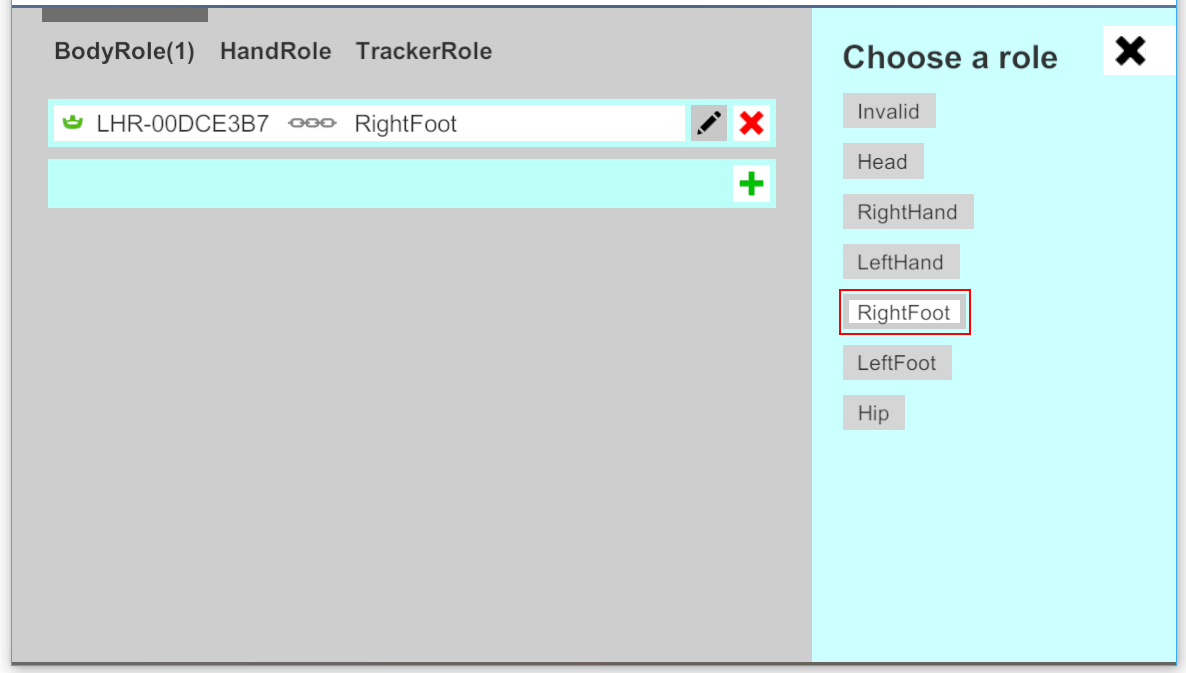 BodyRole(1) HandRole TrackerRole
LHR-00DCE3B7 RightFoot
Choose a role
Invalid
Head
RightHand
LeftHand
RightFoot
LeftFoot
Hip